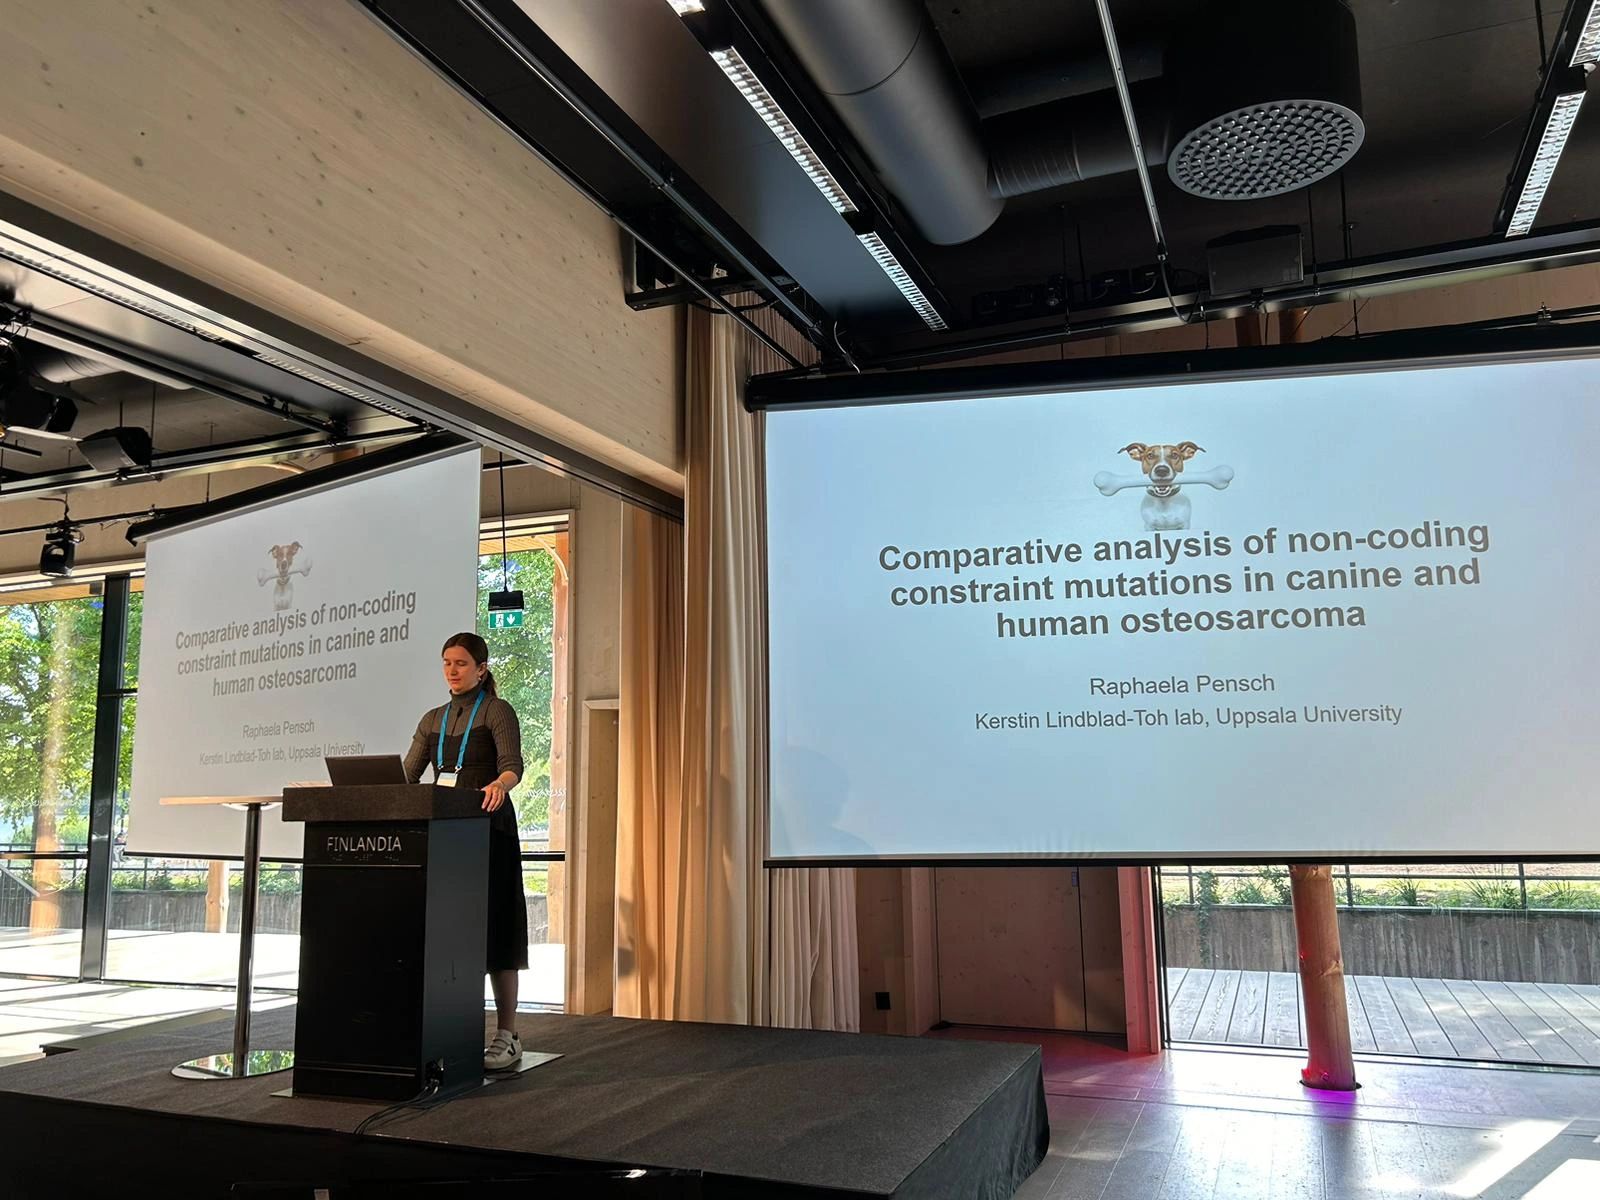 Comparative analysis of non-coding
constraint mutations in canine and
human osteosarcoma
Raphaela Pensch
Kerstin Lindblad-Toh lab, Uppsala University
Comparative analysis of non-coding
constraint mutations in canine and
human osteosarcoma
Raphaela Pensch
Kerstin Lindblad-Toh lab, Uppsala University
FINLANDIA